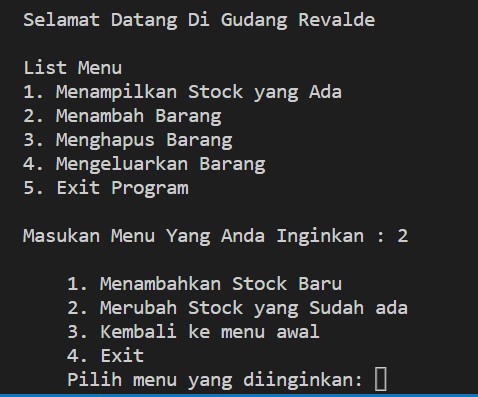 Selamat Datang Di Gudang Revalde
List Menu
1. Menampilkan Stock yang Ada
2. Menambah Barang
3. Menghapus Barang
4. Mengeluarkan Barang
5. Exit Program
Masukan Menu Yang Anda Inginkan : 2
1. Menambahkan Stock Baru
2. Merubah Stock yang Sudah ada
3. Kembali ke menu awal
4. Exit
Pilih menu yang diinginkan: